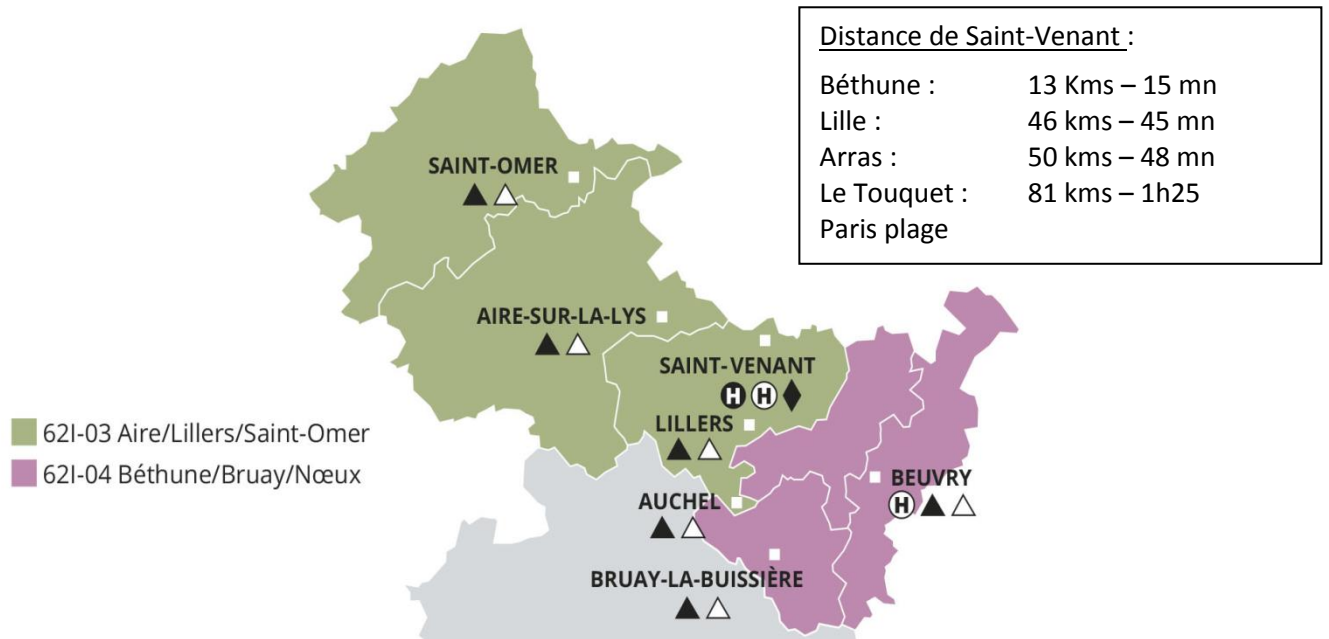 Distance de Saint-Venant :
Béthune : 13 Kms – 15 mn
Lille : 46 kms – 45 mn
Arras : 50 kms – 48 mn
Le Touquet : 81 kms – 1h25
Paris plage
SAINT-OMER
AIRE-SUR-LA-LYS
SAINT-VENANT
H H
LILLERS
62I-03 Aire/Lillers/Saint-Omer
62I-04 Béthune/Bruay/Nœux
BEUVRY
H
AUCHEL
BRUAY-LA-BUISSIÈRE